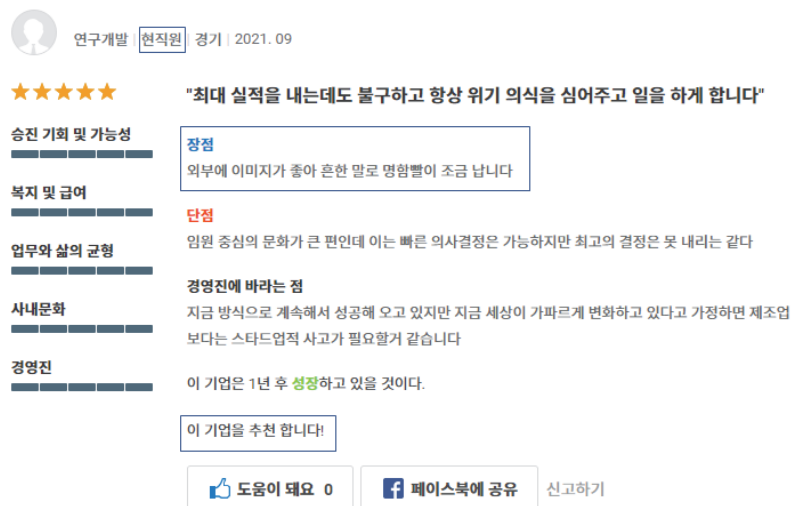 연구개발 | 현직원 | 경기 | 2021. 09
"최대 실적을 내는데도 불구하고 항상 위기 의식을 심어주고 일을 하게 합니다"
승진 기회 및 가능성
복지 및 급여
업무와 삶의 균형
사내문화
경영진
장점
외부에 이미지가 좋아 흔한 말로 명함빨이 조금 납니다
단점
임원 중심의 문화가 큰 편인데 이는 빠른 의사결정은 가능하지만 최고의 결정은 못 내리는 같다
경영진에 바라는 점
지금 방식으로 계속해서 성공해 오고 있지만 지금 세상이 가파르게 변화하고 있다고 가정하면 제조업
보다는 스타드업적 사고가 필요할거 같습니다
이 기업은 1년 후 성장하고 있을 것이다.
이 기업을 추천 합니다!
도움이 돼요 0
페이스북에 공유
신고하기